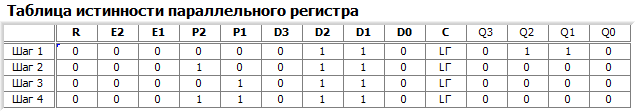 Таблица истинности параллельного регистра
R E2 E1 P2 P1 D3 D2 D1 D0 C Q3 Q2 Q1 Q0
Шаг 1 0 0 0 0 0 0 1 1 0 LГ 0 1 1 0
Шаг 2 0 0 0 1 0 0 1 1 0 LГ 0 0 0 0
Шаг 3 0 0 0 0 1 0 1 1 0 LГ 0 0 0 0
Шаг 4 0 0 0 1 1 0 1 1 0 LГ 0 0 0 0